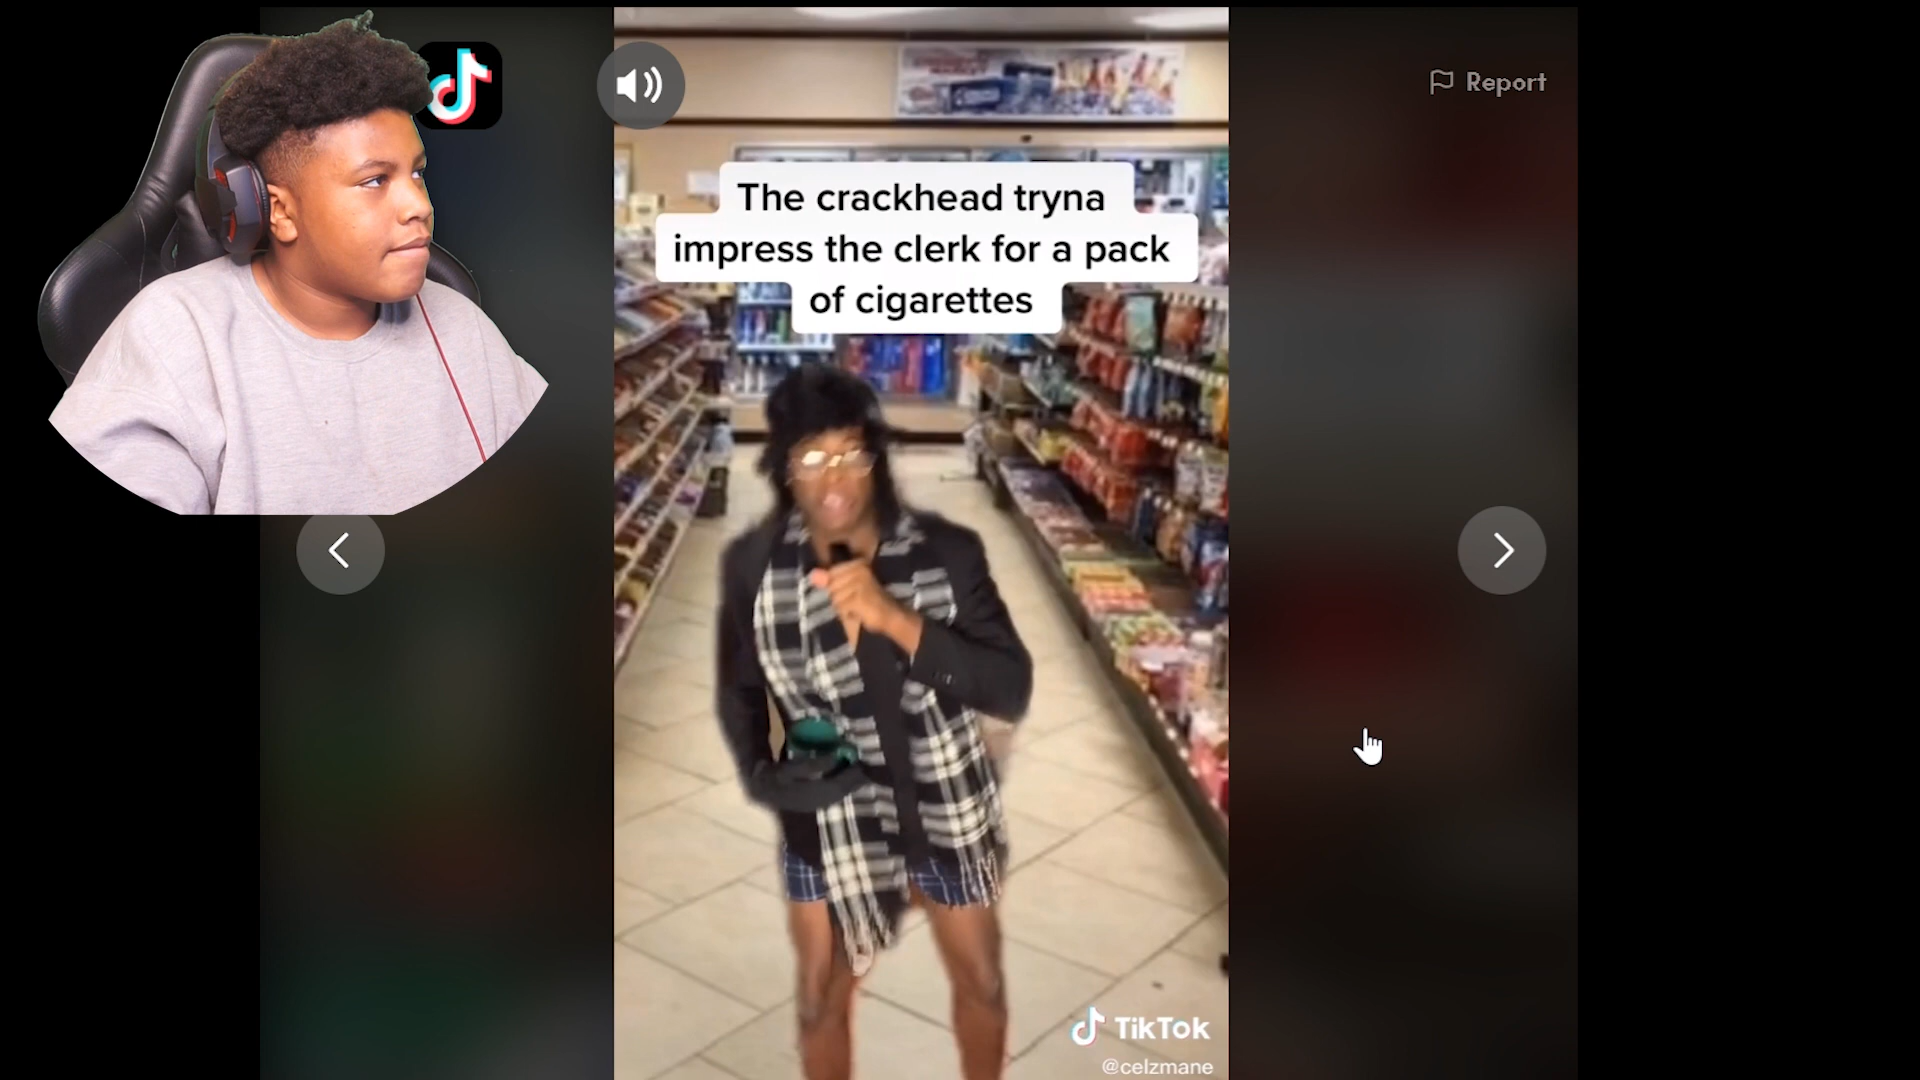 Report
The crackhead tryna
impress the clerk for a pack
of cigarettes
TikTok
@celzmane